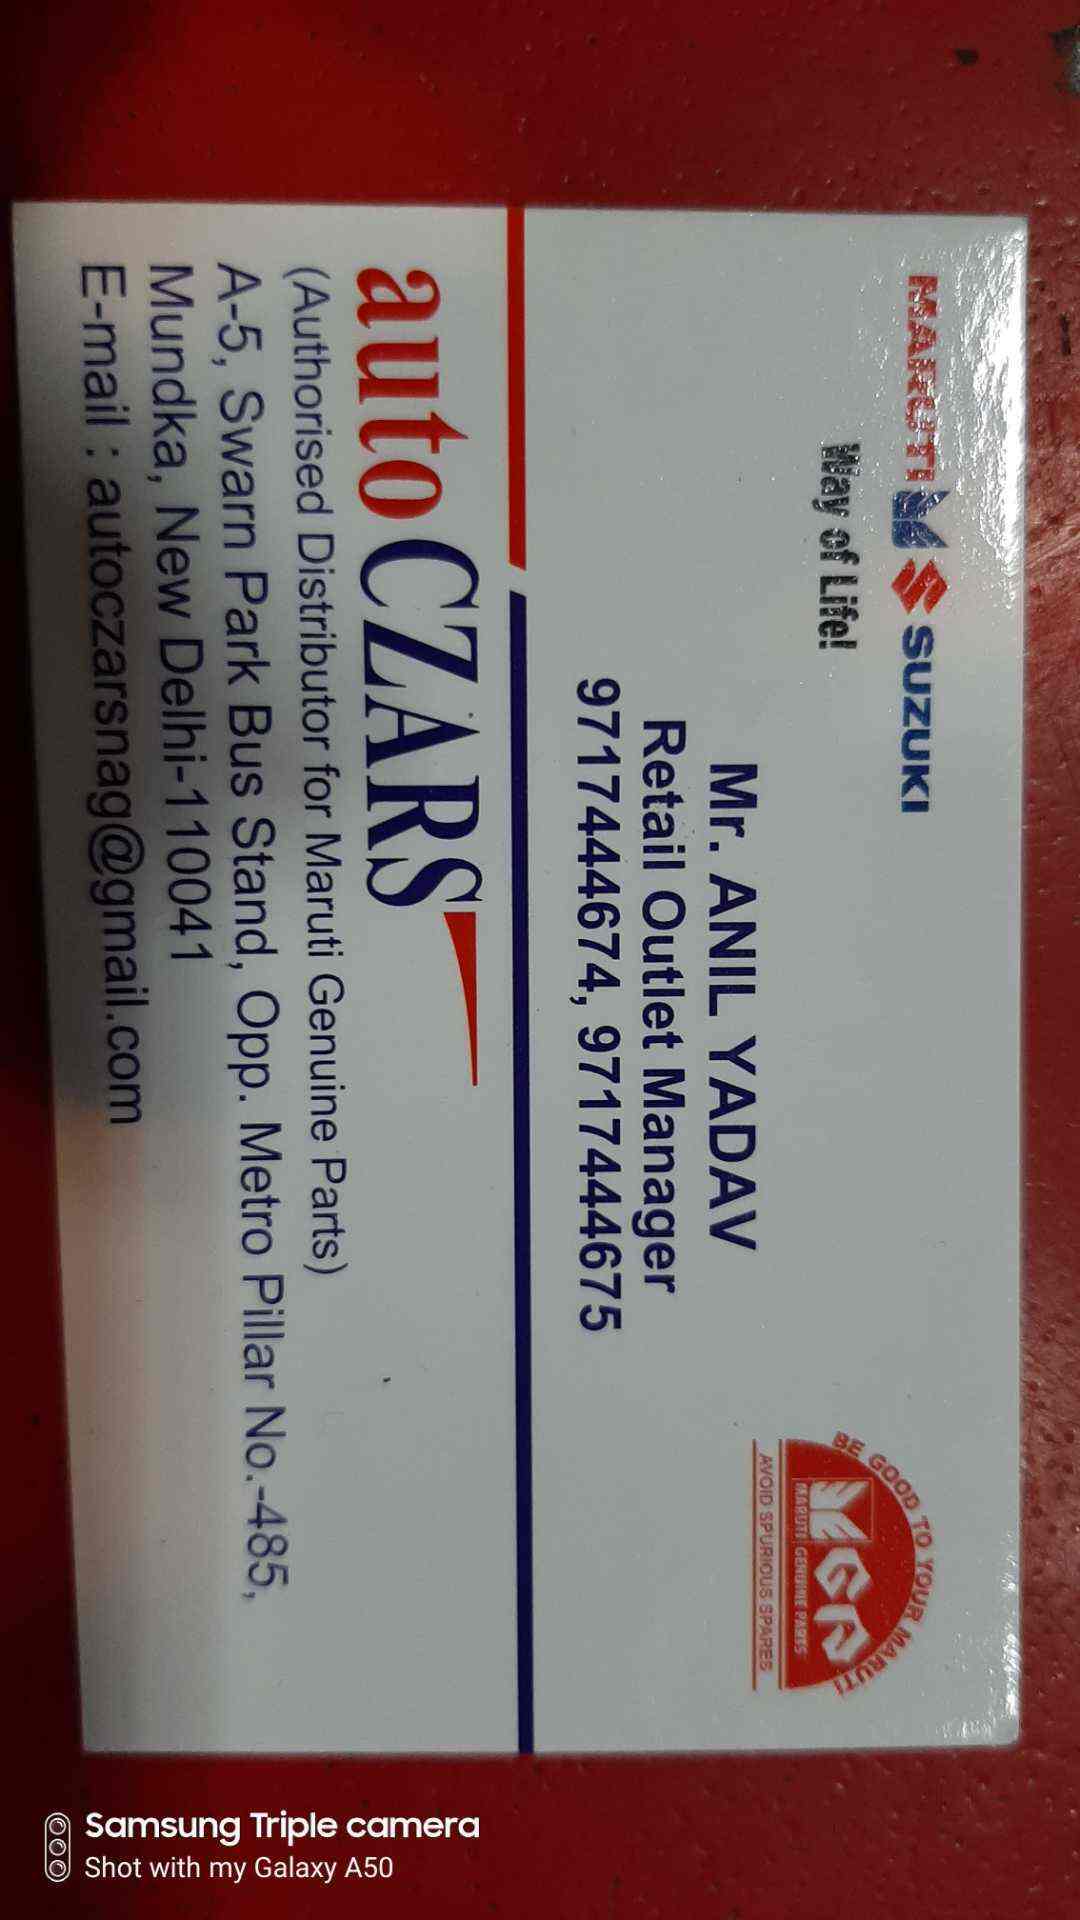 MARUTI SUZUKI
Way of Life!
BE GOOD TO YOUR MARUTI
MGP
MARUTI GENUINE PARTS
AVOID SPURIOUS SPARES
Mr. ANIL YADAV
Retail Outlet Manager
9717444674, 9717444675
auto CZARS
(Authorised Distributor for Maruti Genuine Parts)
A-5, Swarn Park Bus Stand, Opp. Metro Pillar No.-485,
Mundka, New Delhi-110041
E-mail : autoczarsnag@gmail.com
Samsung Triple camera
Shot with my Galaxy A50